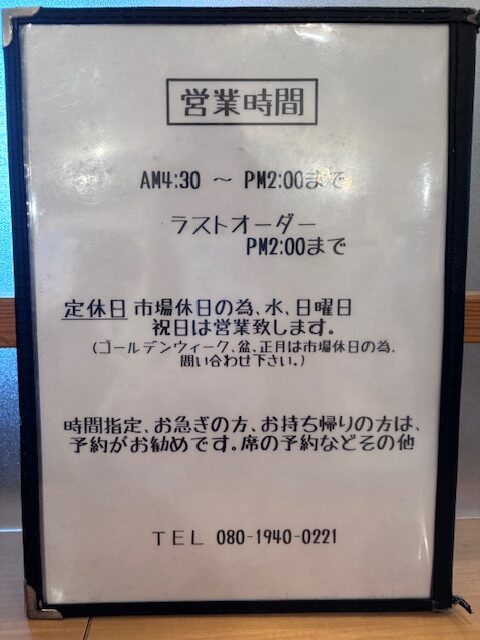 営業時間
AM4:30 ～ PM2:00まで
ラストオーダー
PM2:00まで
定休日 市場休日の為、水、日曜日
祝日は営業致します。
(ゴールデンウィーク、盆、正月は市場休日の為、
問い合わせ下さい。)
時間指定、お急ぎの方、お持ち帰りの方は、
予約がお勧めです。席の予約などその他
TEL 080-1940-0221